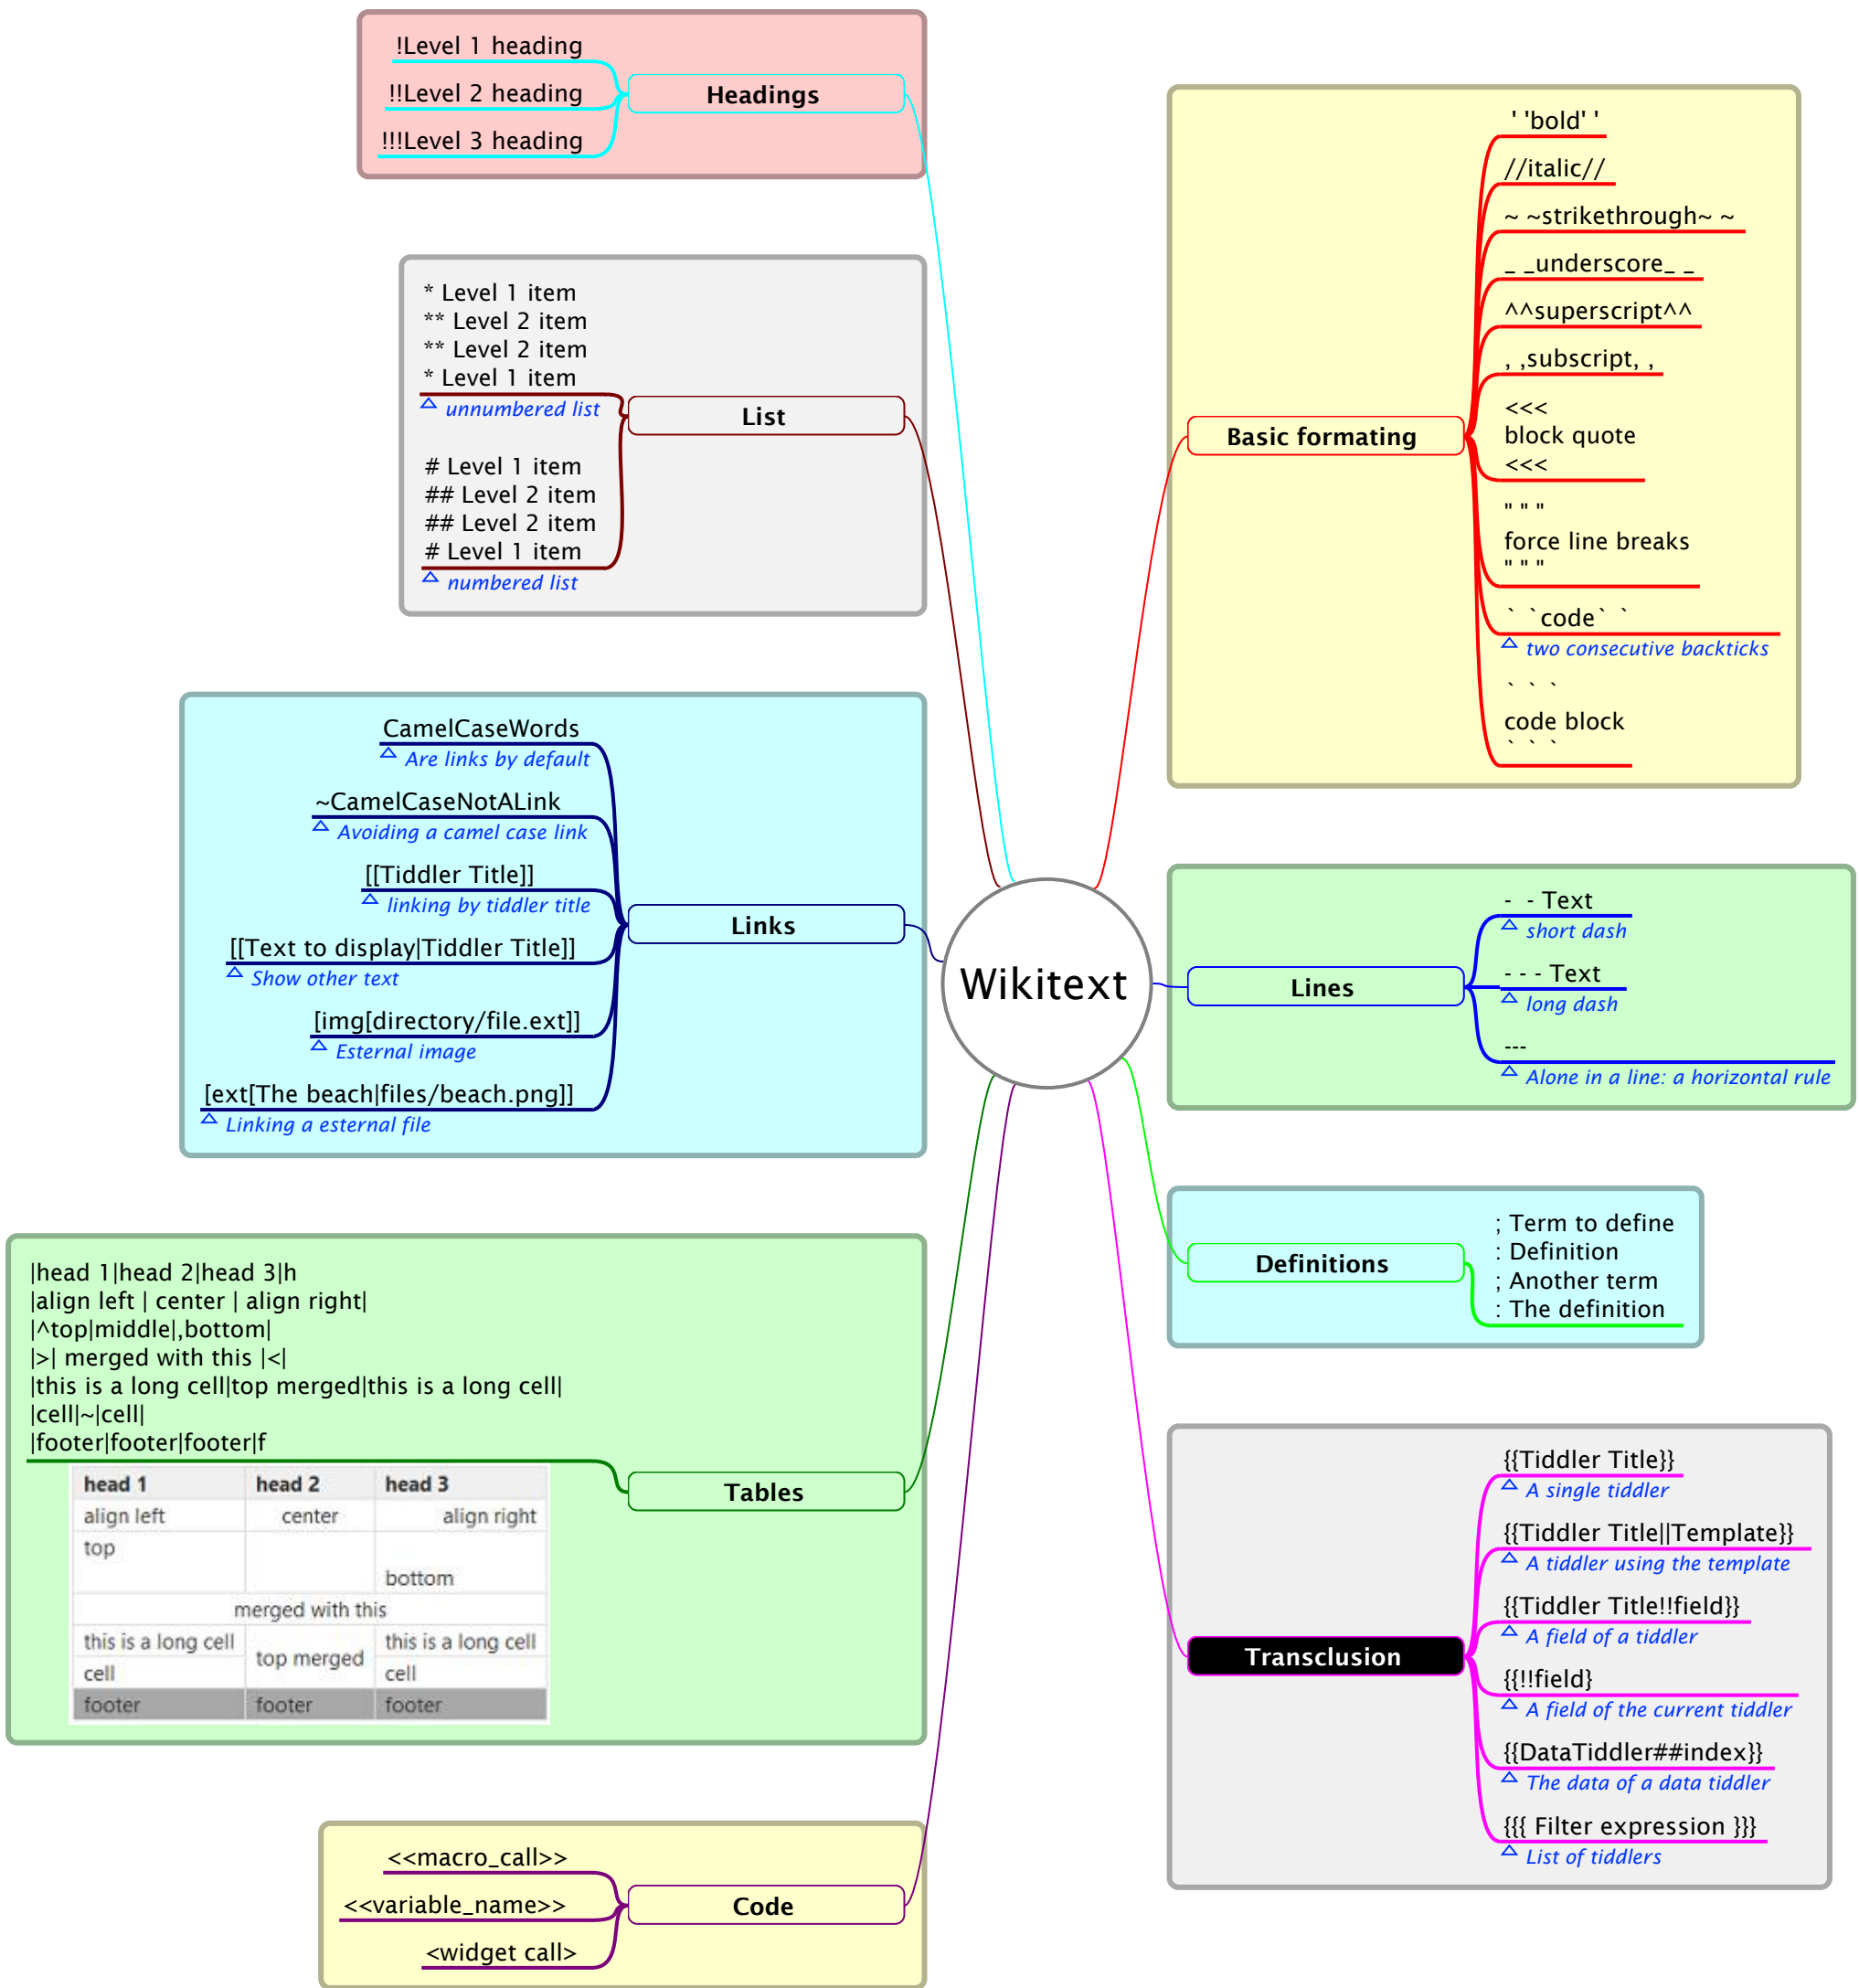 Wikitext
Headings
!Level 1 heading
!!Level 2 heading
!!!Level 3 heading
List
* Level 1 item
** Level 2 item
** Level 2 item
* Level 1 item
unnumbered list
# Level 1 item
## Level 2 item
## Level 2 item
# Level 1 item
numbered list
Links
CamelCaseWords
Are links by default
~CamelCaseNotALink
Avoiding a camel case link
[[Tiddler Title]]
linking by tiddler title
[[Text to display|Tiddler Title]]
Show other text
[img[directory/file.ext]]
Esternal image
[ext[The beach|files/beach.png]]
Linking a esternal file
Tables
|head 1|head 2|head 3|h
|align left | center | align right|
|^top|middle|,bottom|
|>| merged with this |<|
|this is a long cell|top merged|this is a long cell|
|cell|~|cell|
|footer|footer|footer|f
head 1 head 2 head 3
align left center align right
top
bottom
merged with this
this is a long cell top merged this is a long cell
cell cell
footer footer footer
Code
<<macro_call>>
<<variable_name>>
<widget call>
Basic formating
' 'bold' '
//italic//
~ ~strikethrough~ ~
_ _underscore_ _
^^superscript^^
, ,subscript, ,
<<<
block quote
<<<
" " "
force line breaks
" " "
` `code` `
two consecutive backticks
` ` `
code block
` ` `
Lines
-  - Text
short dash
- - - Text
long dash
---
Alone in a line: a horizontal rule
Definitions
; Term to define
: Definition
; Another term
: The definition
Transclusion
{{Tiddler Title}}
A single tiddler
{{Tiddler Title||Template}}
A tiddler using the template
{{Tiddler Title!!field}}
A field of a tiddler
{{!!field}
A field of the current tiddler
{{DataTiddler##index}}
The data of a data tiddler
{{{ Filter expression }}}
List of tiddlers